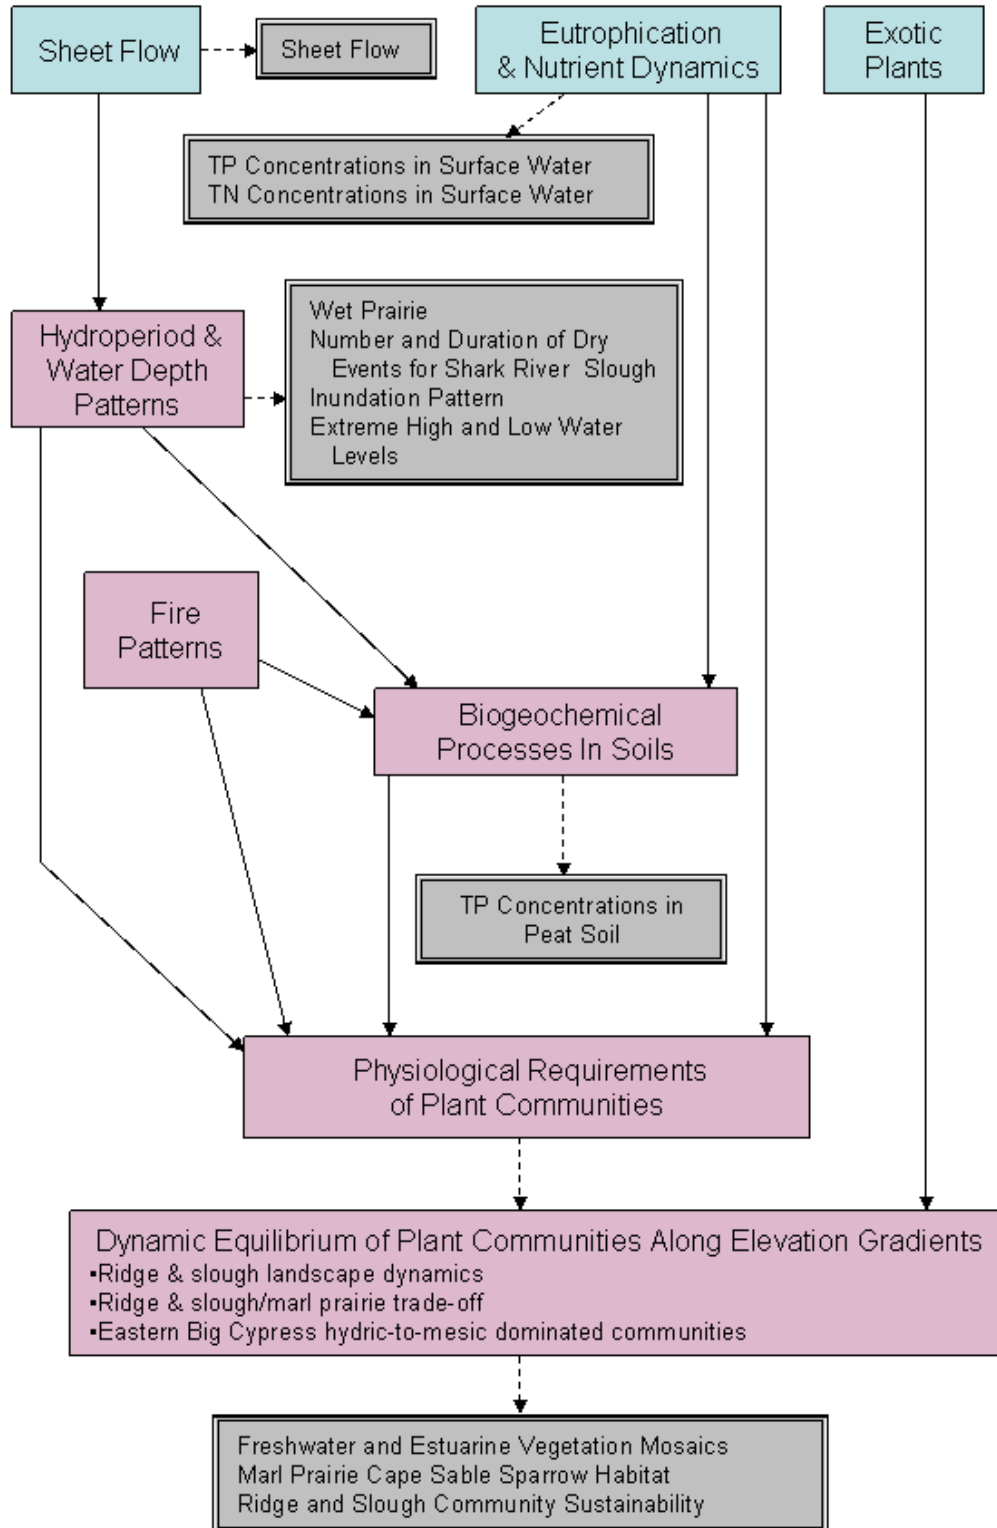 Sheet Flow
Sheet Flow
Eutrophication
& Nutrient Dynamics
Exotic
Plants
TP Concentrations in Surface Water
TN Concentrations in Surface Water
Hydroperiod &
Water Depth
Patterns
Wet Prairie
Number and Duration of Dry
Events for Shark River Slough
Inundation Pattern
Extreme High and Low Water
Levels
Fire
Patterns
Biogeochemical
Processes In Soils
TP Concentrations in
Peat Soil
Physiological Requirements
of Plant Communities
Dynamic Equilibrium of Plant Communities Along Elevation Gradients
▪Ridge & slough landscape dynamics
▪Ridge & slough/marl prairie trade-off
▪Eastern Big Cypress hydric-to-mesic dominated communities
Freshwater and Estuarine Vegetation Mosaics
Marl Prairie Cape Sable Sparrow Habitat
Ridge and Slough Community Sustainability